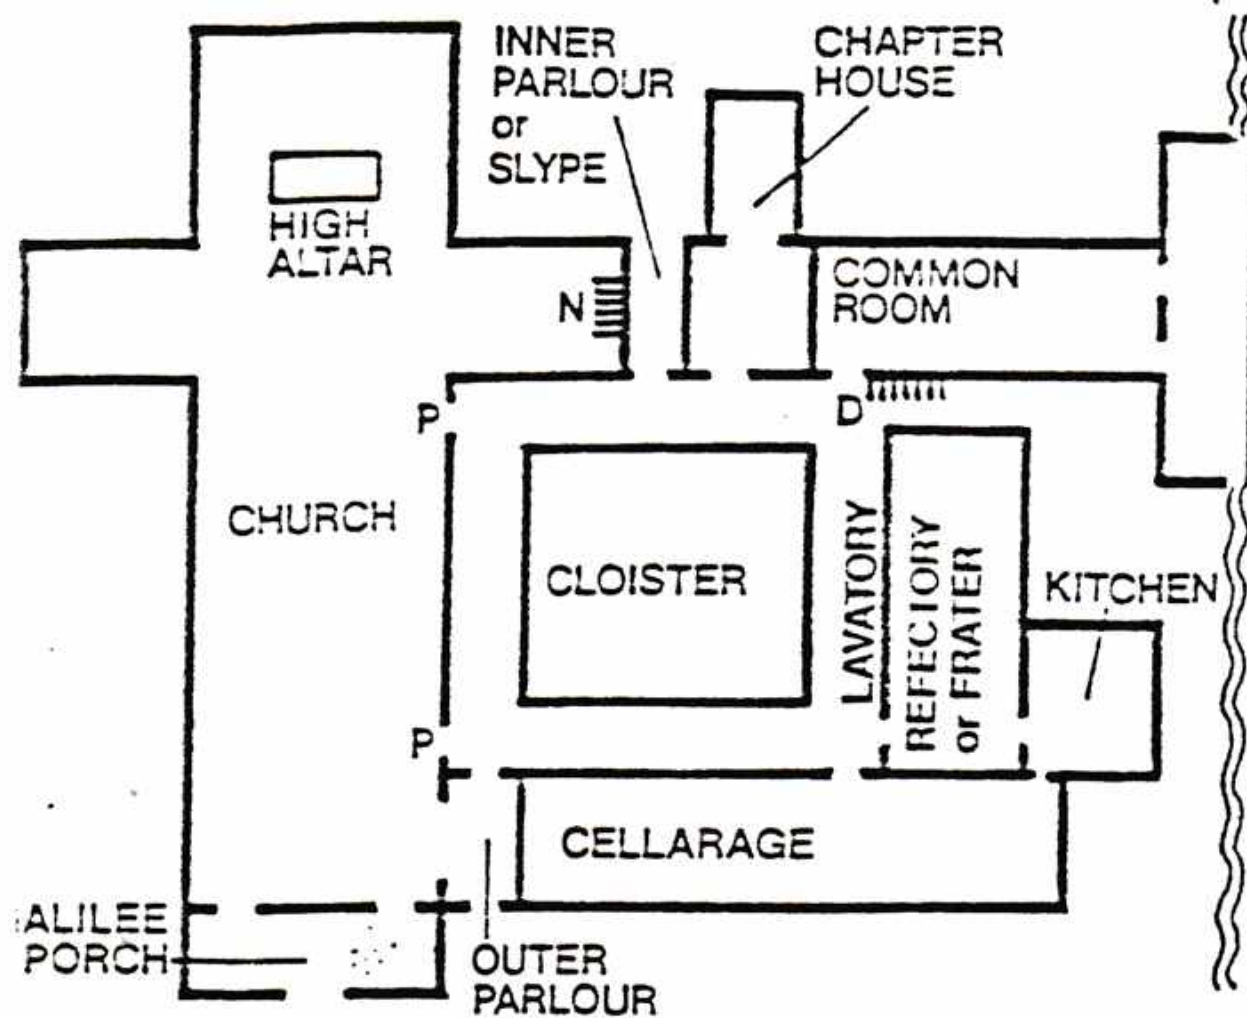 INNER
PARLOUR
or
SLYPE
CHAPTER
HOUSE
HIGH
ALTAR
N
COMMON
ROOM
P
D
CHURCH
CLOISTER
LAVATORY
REFECTORY
or FRATER
KITCHEN
P
CELLARAGE
ALILEE
PORCH
OUTER
PARLOUR